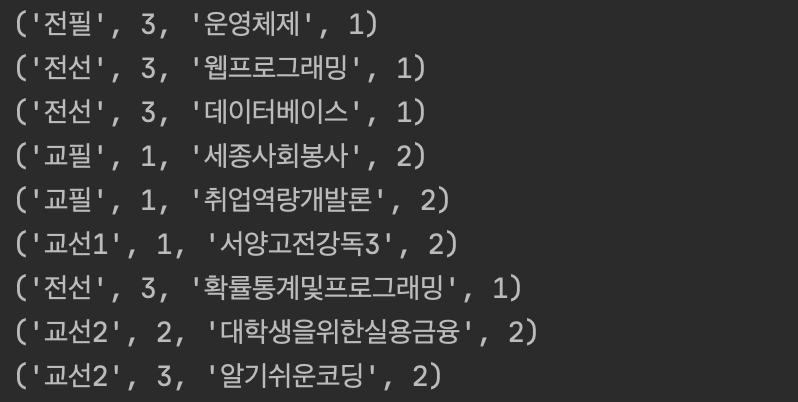 ('전필', 3, '운영체제', 1)
('전선', 3, '웹프로그래밍', 1)
('전선', 3, '데이터베이스', 1)
('교필', 1, '세종사회봉사', 2)
('교필', 1, '취업역량개발론', 2)
('교선1', 1, '서양고전강독3', 2)
('전선', 3, '확률통계및프로그래밍', 1)
('교선2', 2, '대학생을위한실용금융', 2)
('교선2', 3, '알기쉬운코딩', 2)